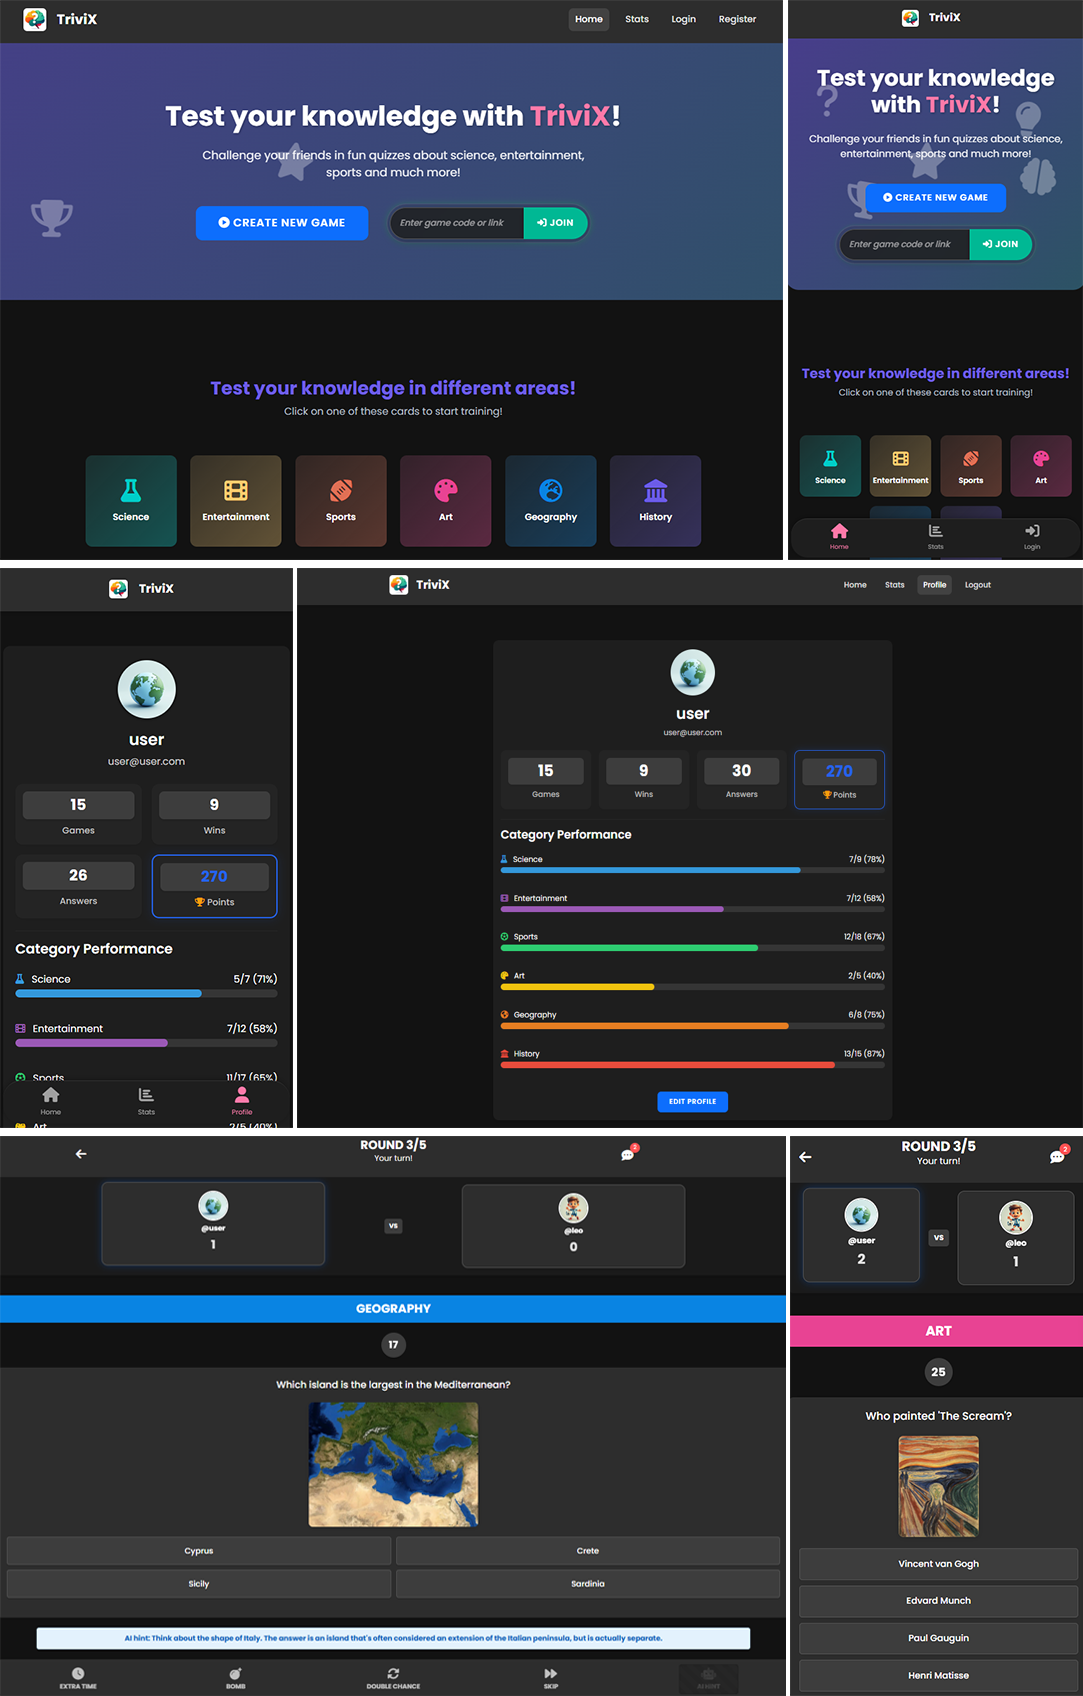 TriviX
Home Stats Login Register
Test your knowledge with TriviX!
Challenge your friends in fun quizzes about science, entertainment,
sports and much more!
CREATE NEW GAME
Enter game code or link
JOIN
Test your knowledge in different areas!
Click on one of these cards to start training!
Science
Entertainment
Sports
Art
Geography
History
TriviX
Test your knowledge
with TriviX!
Challenge your friends in fun quizzes about science,
entertainment, sports and much more!
CREATE NEW GAME
Enter game code or link
JOIN
Test your knowledge in different areas!
Click on one of these cards to start training!
Science
Entertainment
Sports
Art
Home
Stats
Login
TriviX
user
user@user.com
15
Games
9
Wins
26
Answers
270
Points
Category Performance
Science 5/7 (71%)
Entertainment 7/12 (58%)
Sports 11/17 (65%)
Art 2/5 (40%)
Home
Stats
Profile
TriviX
Home Stats Profile Logout
user
user@user.com
15
Games
9
Wins
30
Answers
270
Points
Category Performance
Science 7/9 (78%)
Entertainment 7/12 (58%)
Sports 12/18 (67%)
Art 2/5 (40%)
Geography 6/8 (75%)
History 13/15 (87%)
EDIT PROFILE
ROUND 3/5
Your turn!
@user
1
VS
@leo
0
GEOGRAPHY
17
Which island is the largest in the Mediterranean?
Cyprus
Crete
Sicily
Sardinia
AI hint: Think about the shape of Italy. The answer is an island that's often considered an extension of the Italian peninsula, but is actually separate.
EXTRA TIME
BOMB
DOUBLE CHANCE
SKIP
AI HINT
ROUND 3/5
Your turn!
2
@user
2
VS
@leo
1
ART
25
Who painted 'The Scream'?
Vincent van Gogh
Edvard Munch
Paul Gauguin
Henri Matisse